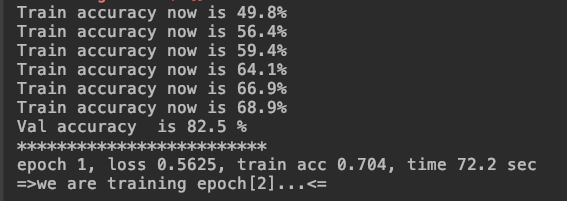 Train accuracy now is 49.8%
Train accuracy now is 56.4%
Train accuracy now is 59.4%
Train accuracy now is 64.1%
Train accuracy now is 66.9%
Train accuracy now is 68.9%
Val accuracy  is 82.5 %
*************************
epoch 1, loss 0.5625, train acc 0.704, time 72.2 sec
=>we are training epoch[2]...<=